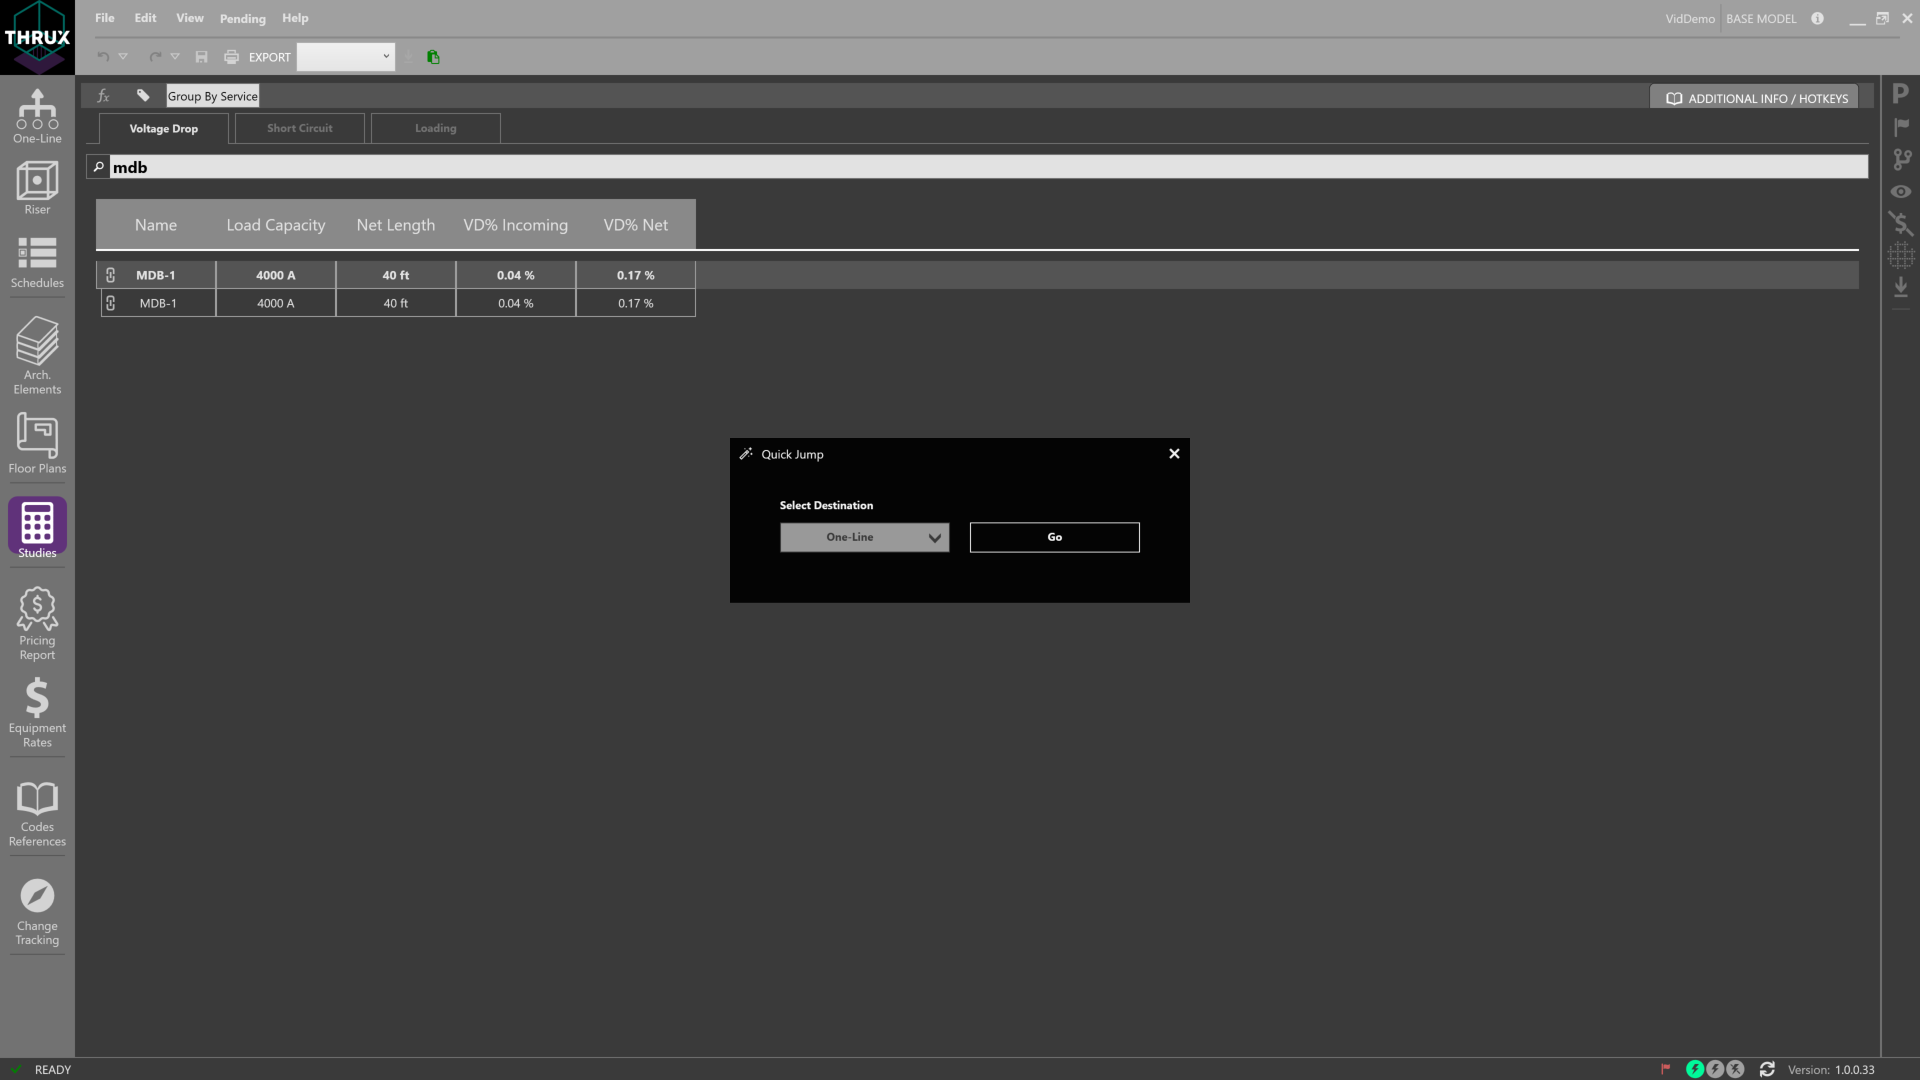 THRUX
File Edit View Pending Help
VidDemo BASE MODEL
EXPORT
fx Group By Service
ADDITIONAL INFO / HOTKEYS
Voltage Drop Short Circuit Loading
mdb
Name Load Capacity Net Length VD% Incoming VD% Net
MDB-1 4000 A 40 ft 0.04 % 0.17 %
MDB-1 4000 A 40 ft 0.04 % 0.17 %
Quick Jump
Select Destination
One-Line Go
One-Line
Riser
Schedules
Arch.
Elements
Floor Plans
Studies
Pricing
Report
Equipment
Rates
Codes
References
Change
Tracking
P
READY
Version: 1.0.0.33